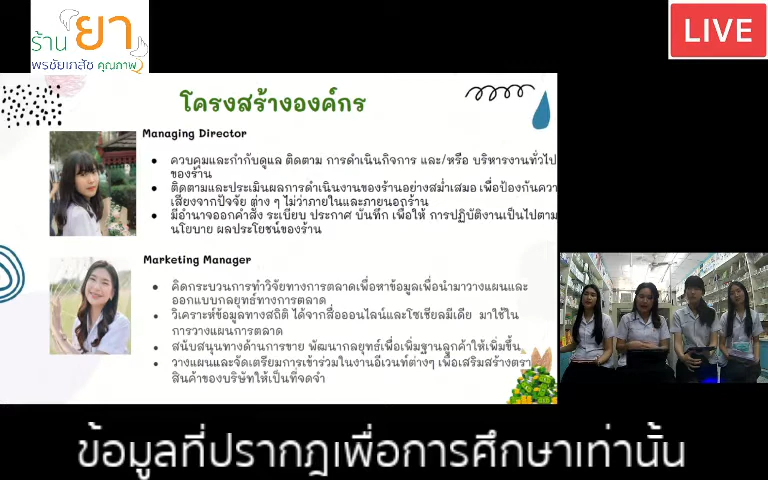 ร้าน ยา
พรชัยเภสัช คุณภาพ
LIVE
โครงสร้างองค์กร
Managing Director
ควบคุมและกำกับดูแล ติดตาม การดำเนินกิจการ และ/หรือ บริหารงานทั่วไป
ของร้าน
ติดตามและประเมินผลการดำเนินงานของร้านอย่างสม่ำเสมอ เพื่อป้องกันควา
เสี่ยงจากปัจจัย ต่าง ๆ ไม่ว่าภายในและภายนอกร้าน
มีอำนาจออกคำสั่ง ระเบียบ ประกาศ บันทึก เพื่อให้ การปฏิบัติงานเป็นไปตาม
นโยบาย ผลประโยชน์ของร้าน
Marketing Manager
คิดกระบวนการทำวิจัยทางการตลาดเพื่อหาข้อมูลเพื่อนำมาวางแผนและ
ออกแบบกลยุทธ์ทางการตลาด
วิเคราะห์ข้อมูลทางสถิติ ได้จากสื่อออนไลน์และโซเชียลมีเดีย มาใช้ใน
การวางแผนการตลาด
สนับสนุนทางด้านการขาย พัฒนากลยุทธ์เพื่อเพิ่มฐานลูกค้าให้เพิ่มขึ้น
วางแผนและจัดเตรียมการเข้าร่วมในงานอีเวนท์ต่างๆ เพื่อเสริมสร้างตรา
สินค้าของบริษัทให้เป็นที่จดจำ
ข้อมูลที่ปรากฏเพื่อการศึกษาเท่านั้น